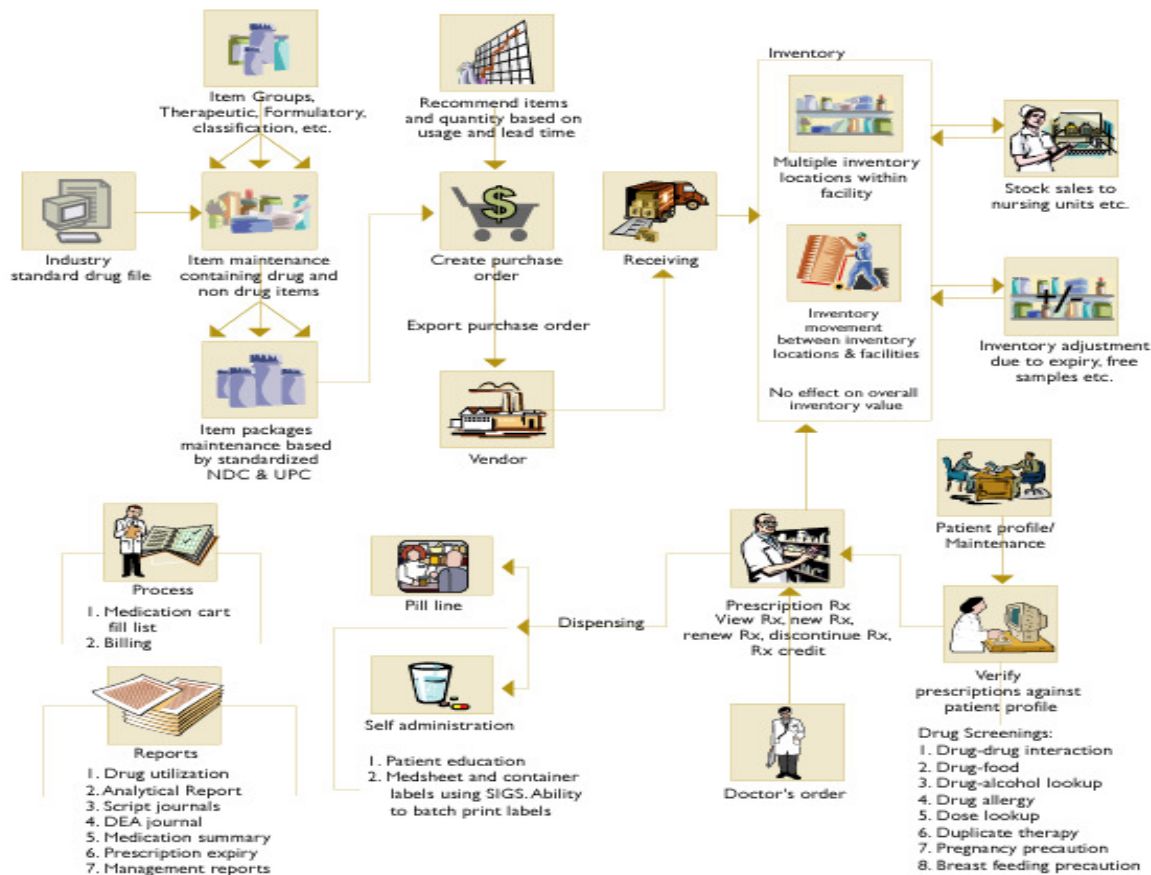 Item Groups,
Therapeutic, Formulatory,
classification, etc.
Recommend items
and quantity based on
usage and lead time
Inventory
Multiple inventory
locations within
facility
Stock sales to
nursing units etc.
Industry
standard drug file
Item maintenance
containing drug and
non drug items
$
Create purchase
order
Receiving
Inventory
movement
between inventory
locations & facilities
+/-
Inventory adjustment
due to expiry, free
samples etc.
No effect on overall
inventory value
Export purchase order
Item packages
maintenance based
by standardized
NDC & UPC
Vendor
Patient profile/
Maintenance
Process
1. Medication cart
fill list
2. Billing
Pill line
Dispensing
Prescription Rx
View Rx, new Rx,
renew Rx, discontinue Rx,
Rx credit
Verify
prescriptions against
patient profile
Drug Screenings:
1. Drug-drug interaction
2. Drug-food
3. Drug-alcohol lookup
4. Drug allergy
5. Dose lookup
6. Duplicate therapy
7. Pregnancy precaution
8. Breast feeding precaution
Self administration
1. Patient education
2. Medsheet and container
labels using SIGS. Ability
to batch print labels
Doctor's order
Reports
1. Drug utilization
2. Analytical Report
3. Script journals
4. DEA journal
5. Medication summary
6. Prescription expiry
7. Management reports